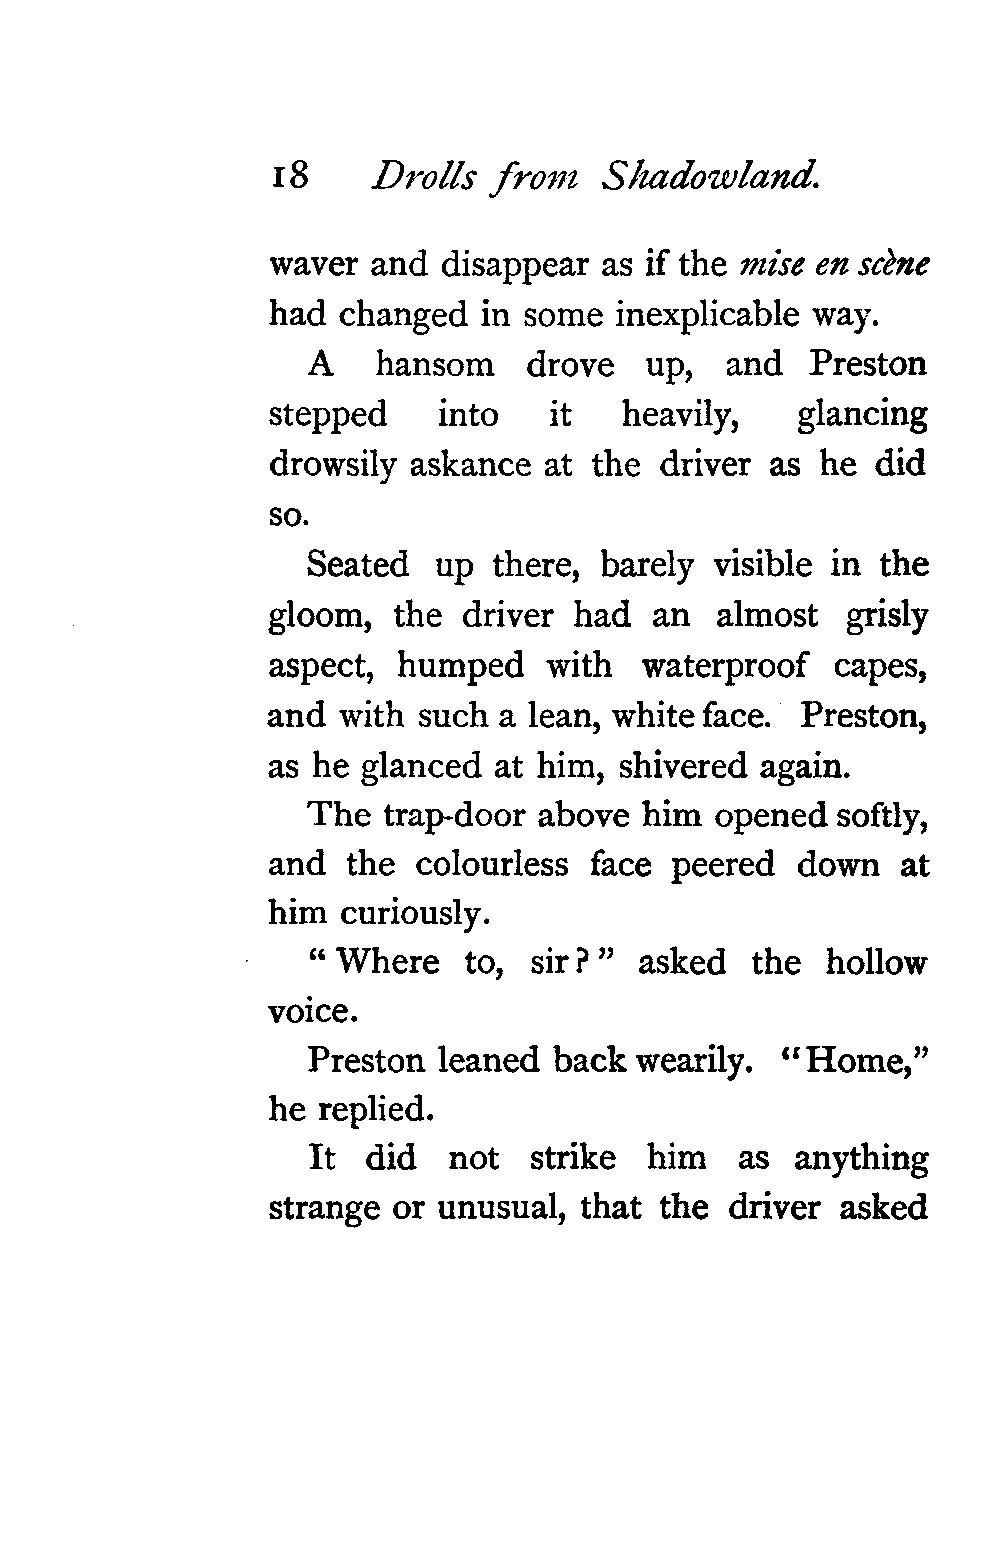 18 Drolls from Shadowland.
waver and disappear as if the mise en scène
had changed in some inexplicable way.
A hansom drove up, and Preston
stepped into it heavily, glancing
drowsily askance at the driver as he did
so.
Seated up there, barely visible in the
gloom, the driver had an almost grisly
aspect, humped with waterproof capes,
and with such a lean, white face. Preston,
as he glanced at him, shivered again.
The trap-door above him opened softly,
and the colourless face peered down at
him curiously.
“Where to, sir?” asked the hollow
voice.
Preston leaned back wearily. “Home,”
he replied.
It did not strike him as anything
strange or unusual, that the driver asked